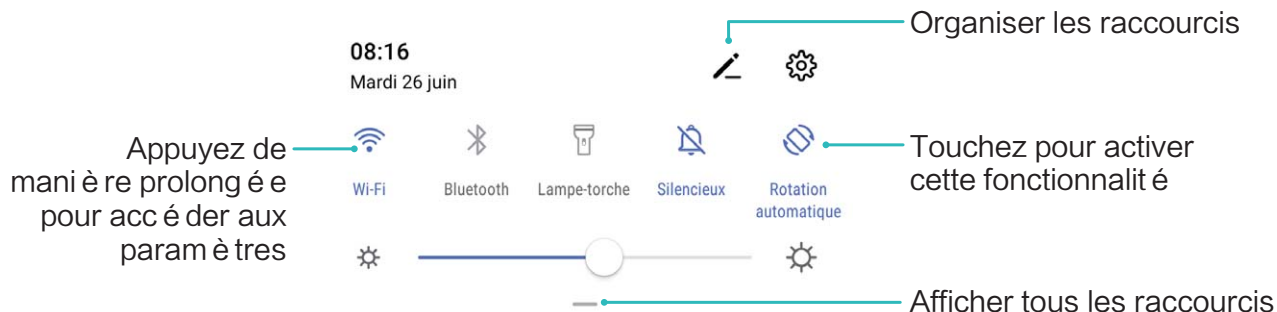 Organiser les raccourcis
08:16
Mardi 26 juin
Appuyez de
mani è re prolong é e
pour acc é der aux
param è tres
Wi-Fi
Bluetooth
Lampe-torche
Silencieux
Rotation
automatique
Touchez pour activer
cette fonctionnalit é
Afficher tous les raccourcis